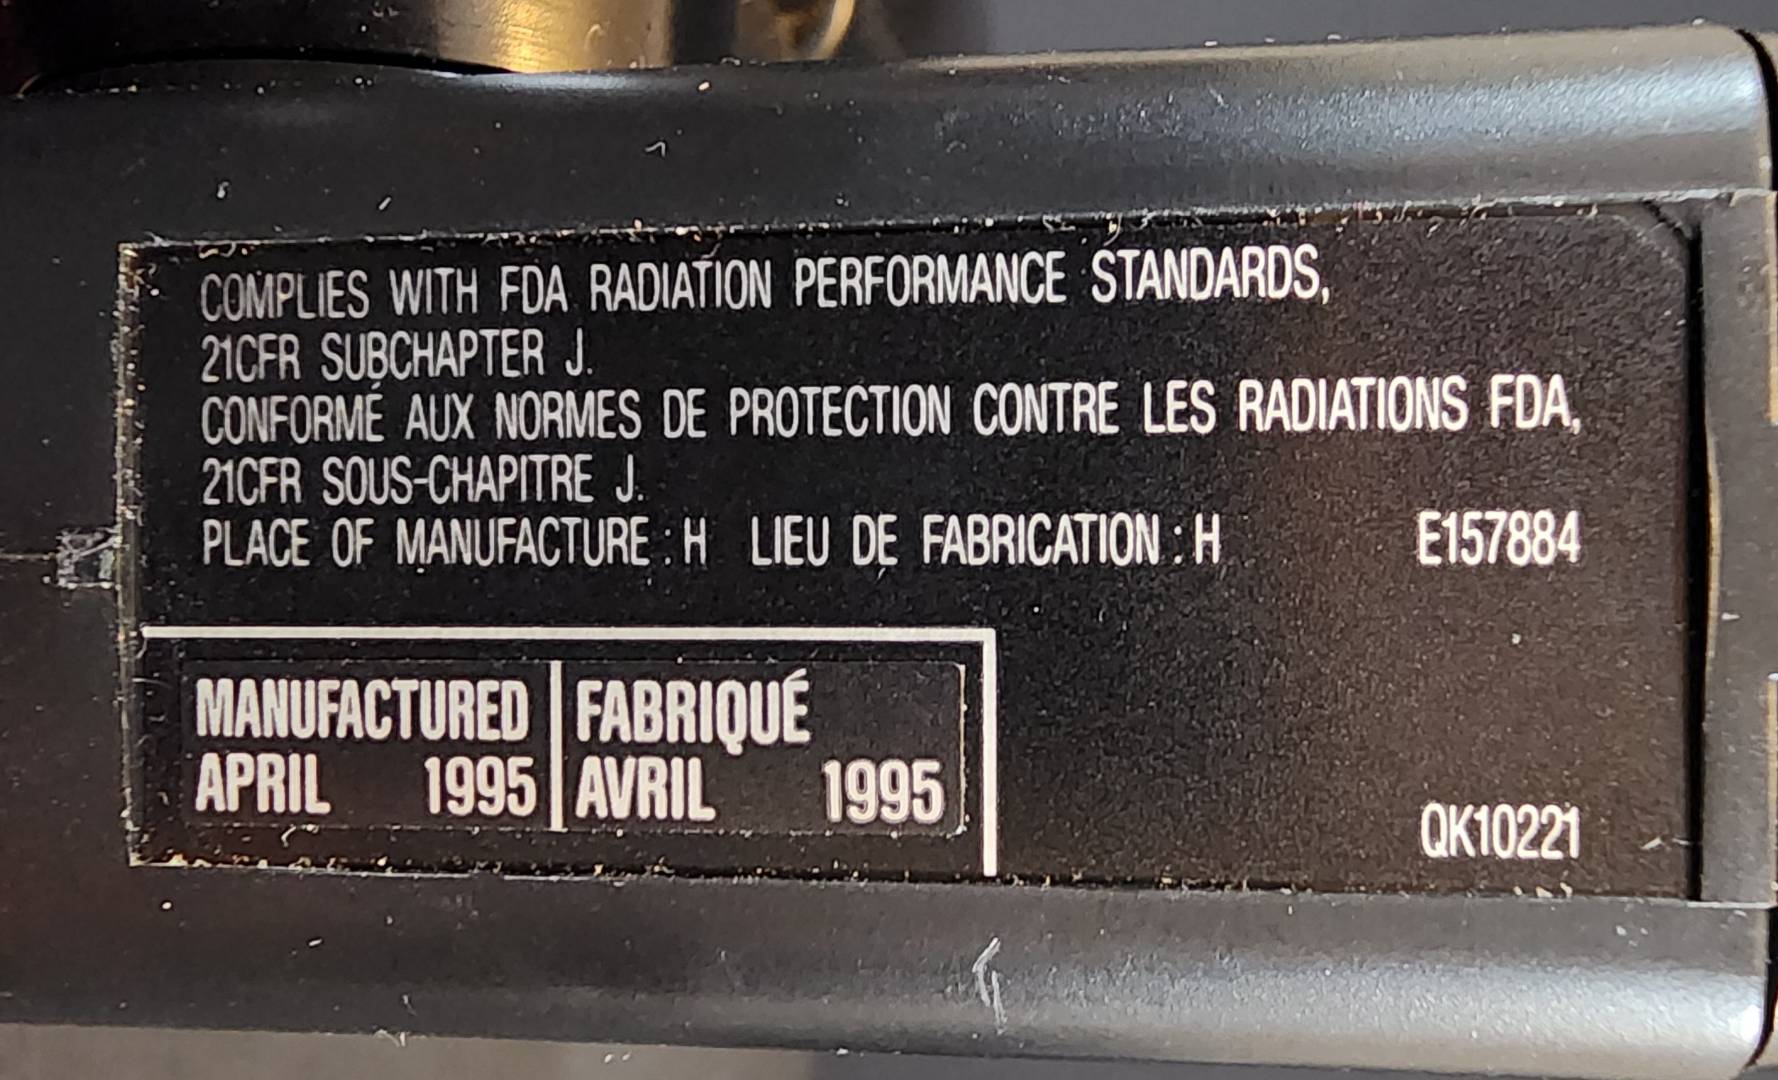 COMPLIES WITH FDA RADIATION PERFORMANCE STANDARDS,
21CFR SUBCHAPTER J.
CONFORMÉ AUX NORMES DE PROTECTION CONTRE LES RADIATIONS FDA,
21CFR SOUS-CHAPITRE J.
PLACE OF MANUFACTURE : H LIEU DE FABRICATION : H E157884
MANUFACTURED FABRIQUÉ
APRIL 1995 AVRIL 1995
QK10221